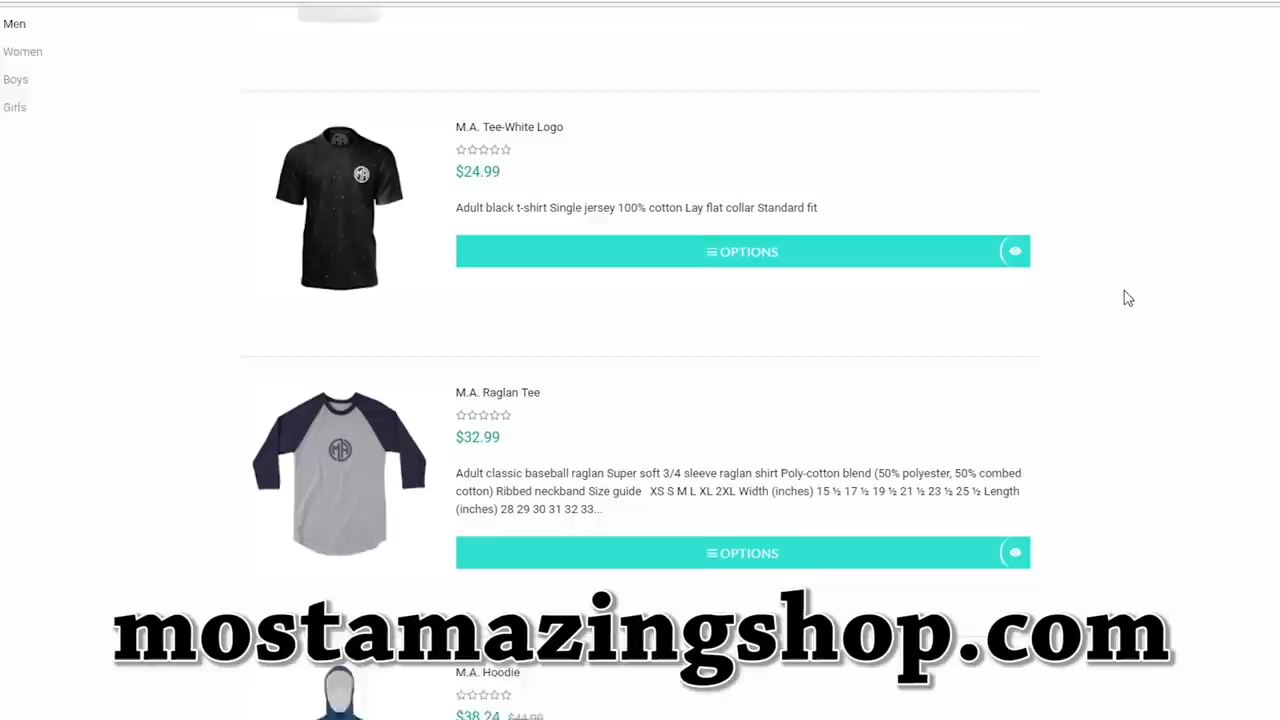 Men
Women
Boys
Girls
M.A. Tee-White Logo
$24.99
Adult black t-shirt Single jersey 100% cotton Lay flat collar Standard fit
OPTIONS
MA
M.A. Raglan Tee
$32.99
Adult classic baseball raglan Super soft 3/4 sleeve raglan shirt Poly-cotton blend (50% polyester, 50% combed
cotton) Ribbed neckband Size guide XS S M L XL 2XL Width (inches) 15 ½ 17 ½ 19 ½ 21 ½ 23 ½ 25 ½ Length
(inches) 28 29 30 31 32 33...
OPTIONS
MA
mostamazingshop.com
M.A. Hoodie
$38.24 $44.99